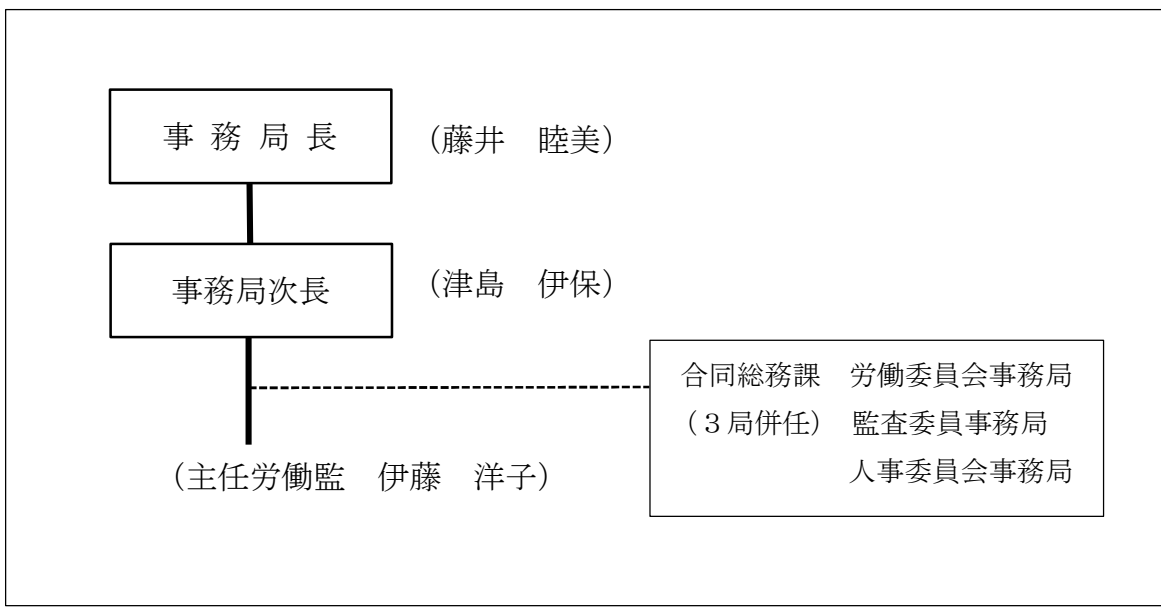 事 務 局 長 （藤井　睦美）
事務局次長 （津島　伊保）
合同総務課　労働委員会事務局
（３局併任）　監査委員事務局
人事委員会事務局
（主任労働監　伊藤　洋子）